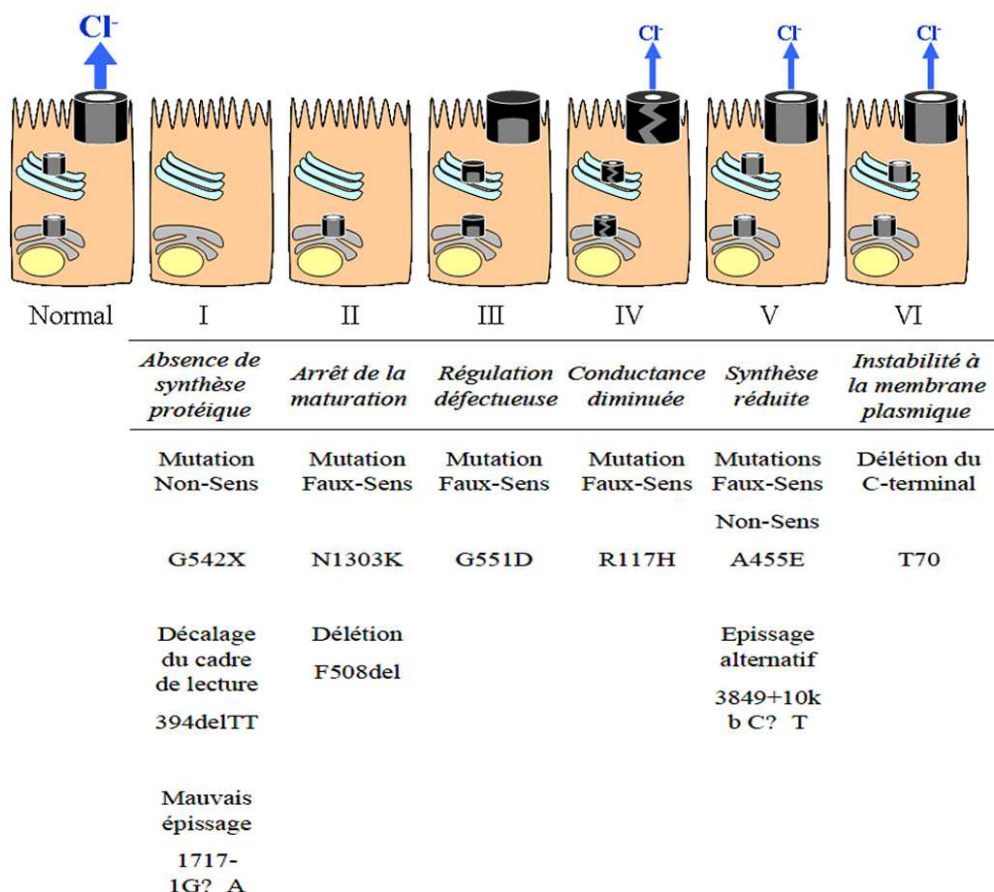 Cl-
Cl-
Cl-
Cl-
Normal
I
II
III
IV
V
VI
Absence de
synthèse
protéique
Arrêt de la
maturation
Régulation
défectueuse
Conductance
diminuée
Synthèse
réduite
Instabilité à
la membrane
plasmique
Mutation
Non-Sens
Mutation
Faux-Sens
Mutation
Faux-Sens
Mutation
Faux-Sens
Mutations
Faux-Sens
Non-Sens
Délétion du
C-terminal
G542X
N1303K
G551D
R117H
A455E
T70
Décalage
du cadre
de lecture
394delTT
Délétion
F508del
Epissage
alternatif
3849+10k
b C? T
Mauvais
épissage
1717-
1G? A